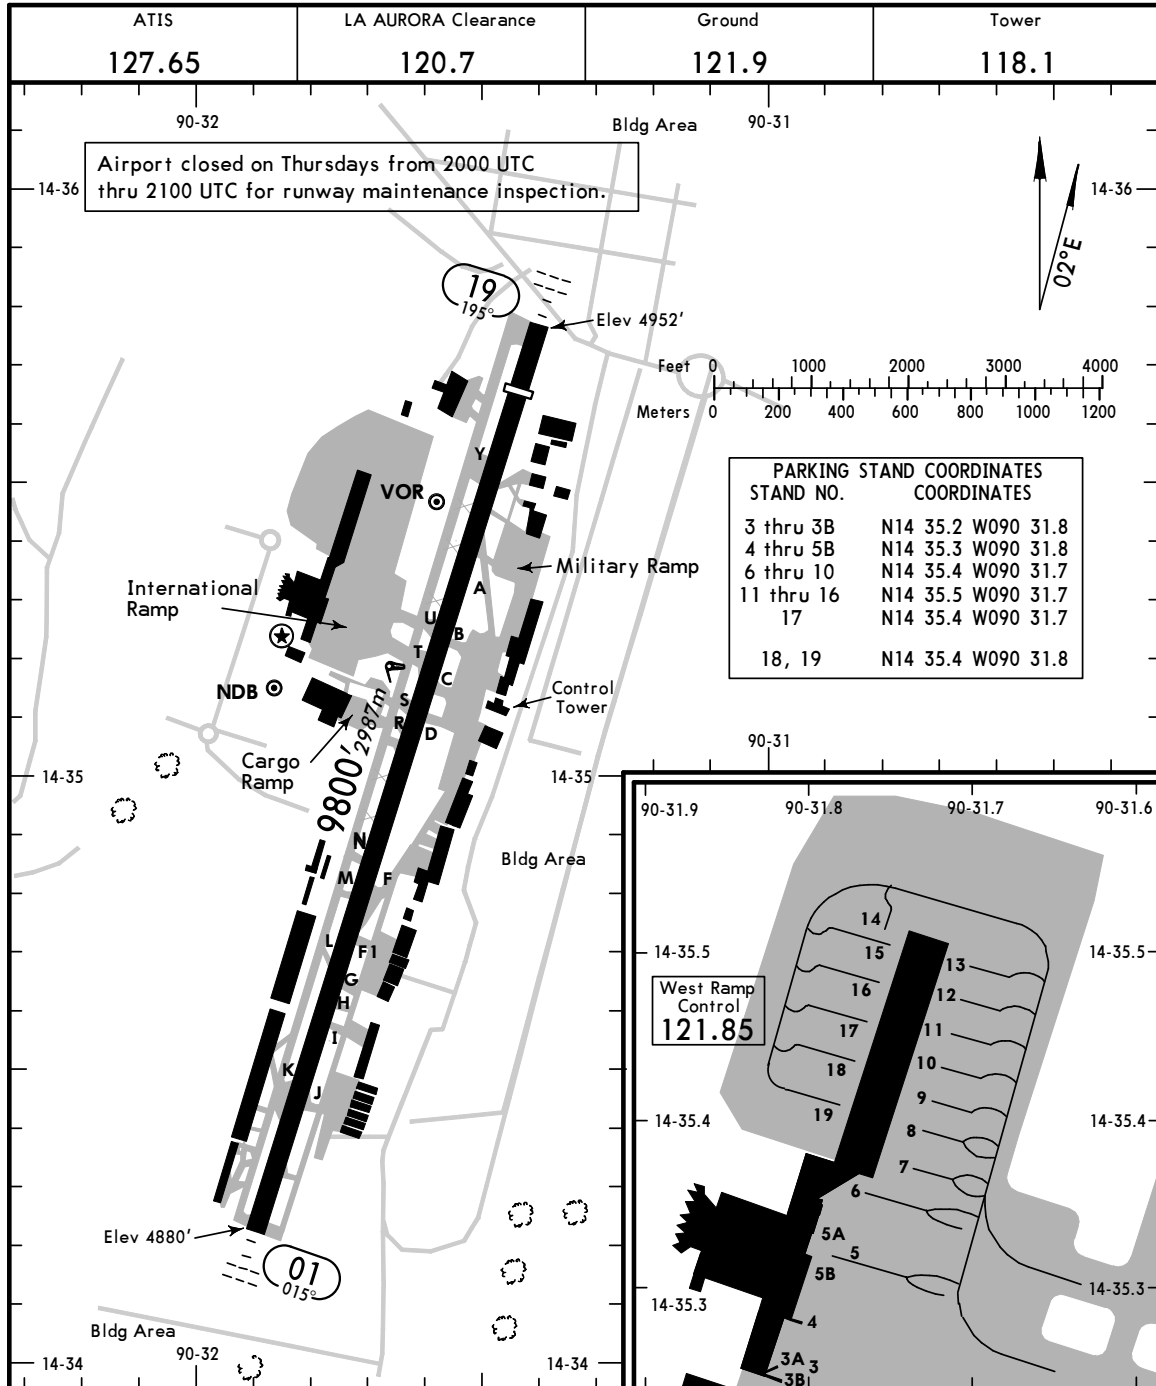 ATIS
127.65
LA AURORA Clearance
120.7
Ground
121.9
Tower
118.1
90-32
90-31
Bldg Area
Airport closed on Thursdays from 2000 UTC
thru 2100 UTC for runway maintenance inspection.
14-36
14-36
02°E
19
195°
Elev 4952'
Feet 0 1000 2000 3000 4000
Meters 0 200 400 600 800 1000 1200
PARKING STAND COORDINATES
STAND NO. COORDINATES
3 thru 3B N14 35.2 W090 31.8
4 thru 5B N14 35.3 W090 31.8
6 thru 10 N14 35.4 W090 31.7
11 thru 16 N14 35.5 W090 31.7
17 N14 35.4 W090 31.7
18, 19 N14 35.4 W090 31.8
Y
VOR
Military Ramp
A
International
Ramp
U
B
T
C
NDB
S
R
D
Control
Tower
Cargo
Ramp
9800' 2987m
90-31
14-35
14-35
N
M
F
Bldg Area
L
F1
G
H
I
K
J
Elev 4880'
01
015°
Bldg Area
90-32
14-34
14-34
90-31.9
90-31.8
90-31.7
90-31.6
14
15
13
14-35.5
14-35.5
West Ramp
Control
121.85
16
12
17
11
18
10
19
9
14-35.4
14-35.4
8
7
6
5A
5
5B
14-35.3
14-35.3
4
3A
3
3B